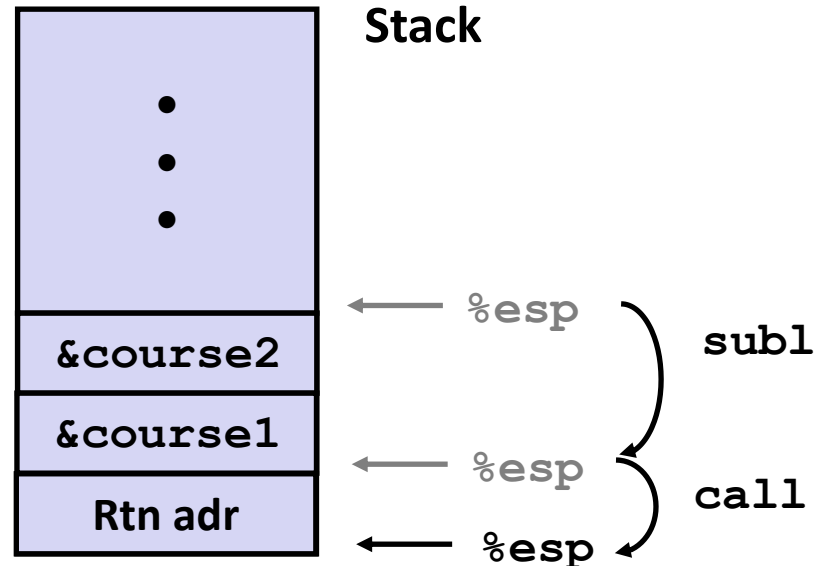 Stack
%esp
subl
&course2
&course1
%esp
call
Rtn adr
%esp